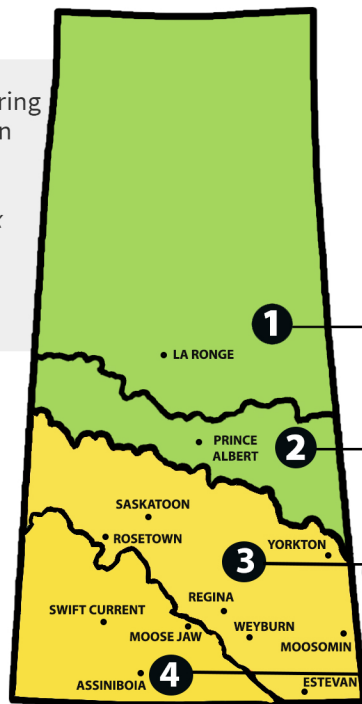 ring
n
1
LA RONGE
PRINCE
ALBERT
2
SASKATOON
ROSETOWN
YORKTON
3
REGINA
SWIFT CURRENT
WEYBURN
MOOSE JAW
MOOSOMIN
4
ASSINIBOIA
ESTEVAN